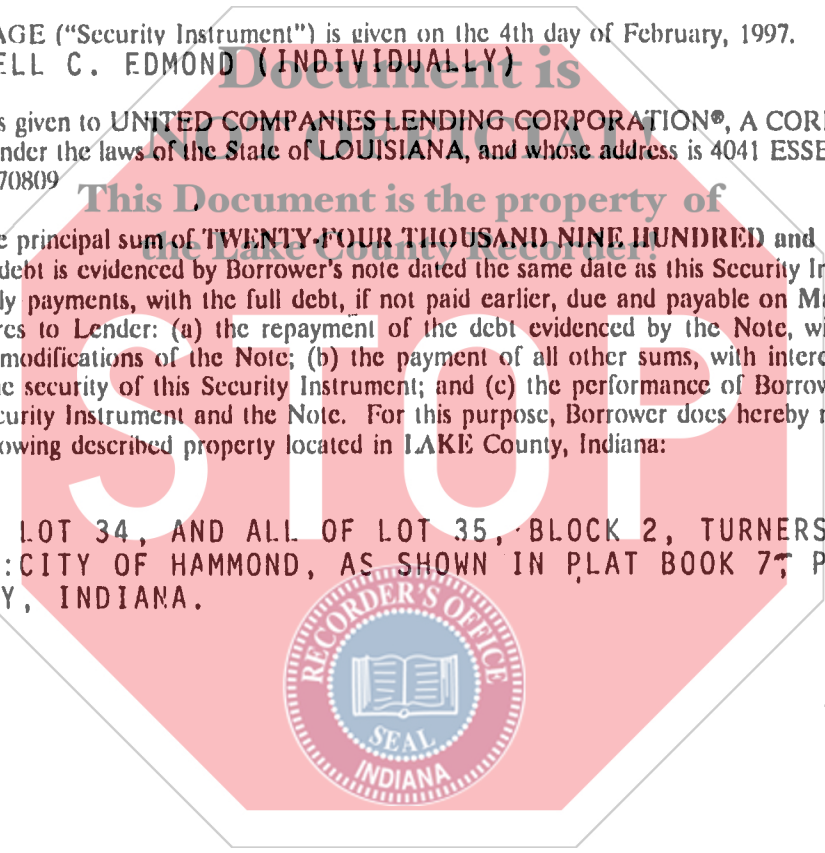 AGE ("Security Instrument") is given on the 4th day of February, 1997.
ELL C. EDMOND (INDIVIDUALLY)
Document is
s given to UNITED COMPANIES LENDING CORPORATION®, A CORI
NOT OFFICIAL!
nder the laws of the State of LOUISIANA, and whose address is 4041 ESSE
70809
This Document is the property of
e principal sum of TWENTY-FOUR THOUSAND NINE HUNDRED and
the Lake County Recorder!
debt is evidenced by Borrower's note dated the same date as this Security In
ly payments, with the full debt, if not paid earlier, due and payable on Ma
res to Lender: (a) the repayment of the debt evidenced by the Note, wi
modifications of the Note; (b) the payment of all other sums, with intere
e security of this Security Instrument; and (c) the performance of Borrow
curity Instrument and the Note. For this purpose, Borrower does hereby
owing described property located in LAKE County, Indiana:
STOP
LOT 34, AND ALL OF LOT 35, BLOCK 2, TURNERS
:CITY OF HAMMOND, AS SHOWN IN PLAT BOOK 7, P
Y, INDIANA.
RECORDER'S OFFICE
SEAL
INDIANA